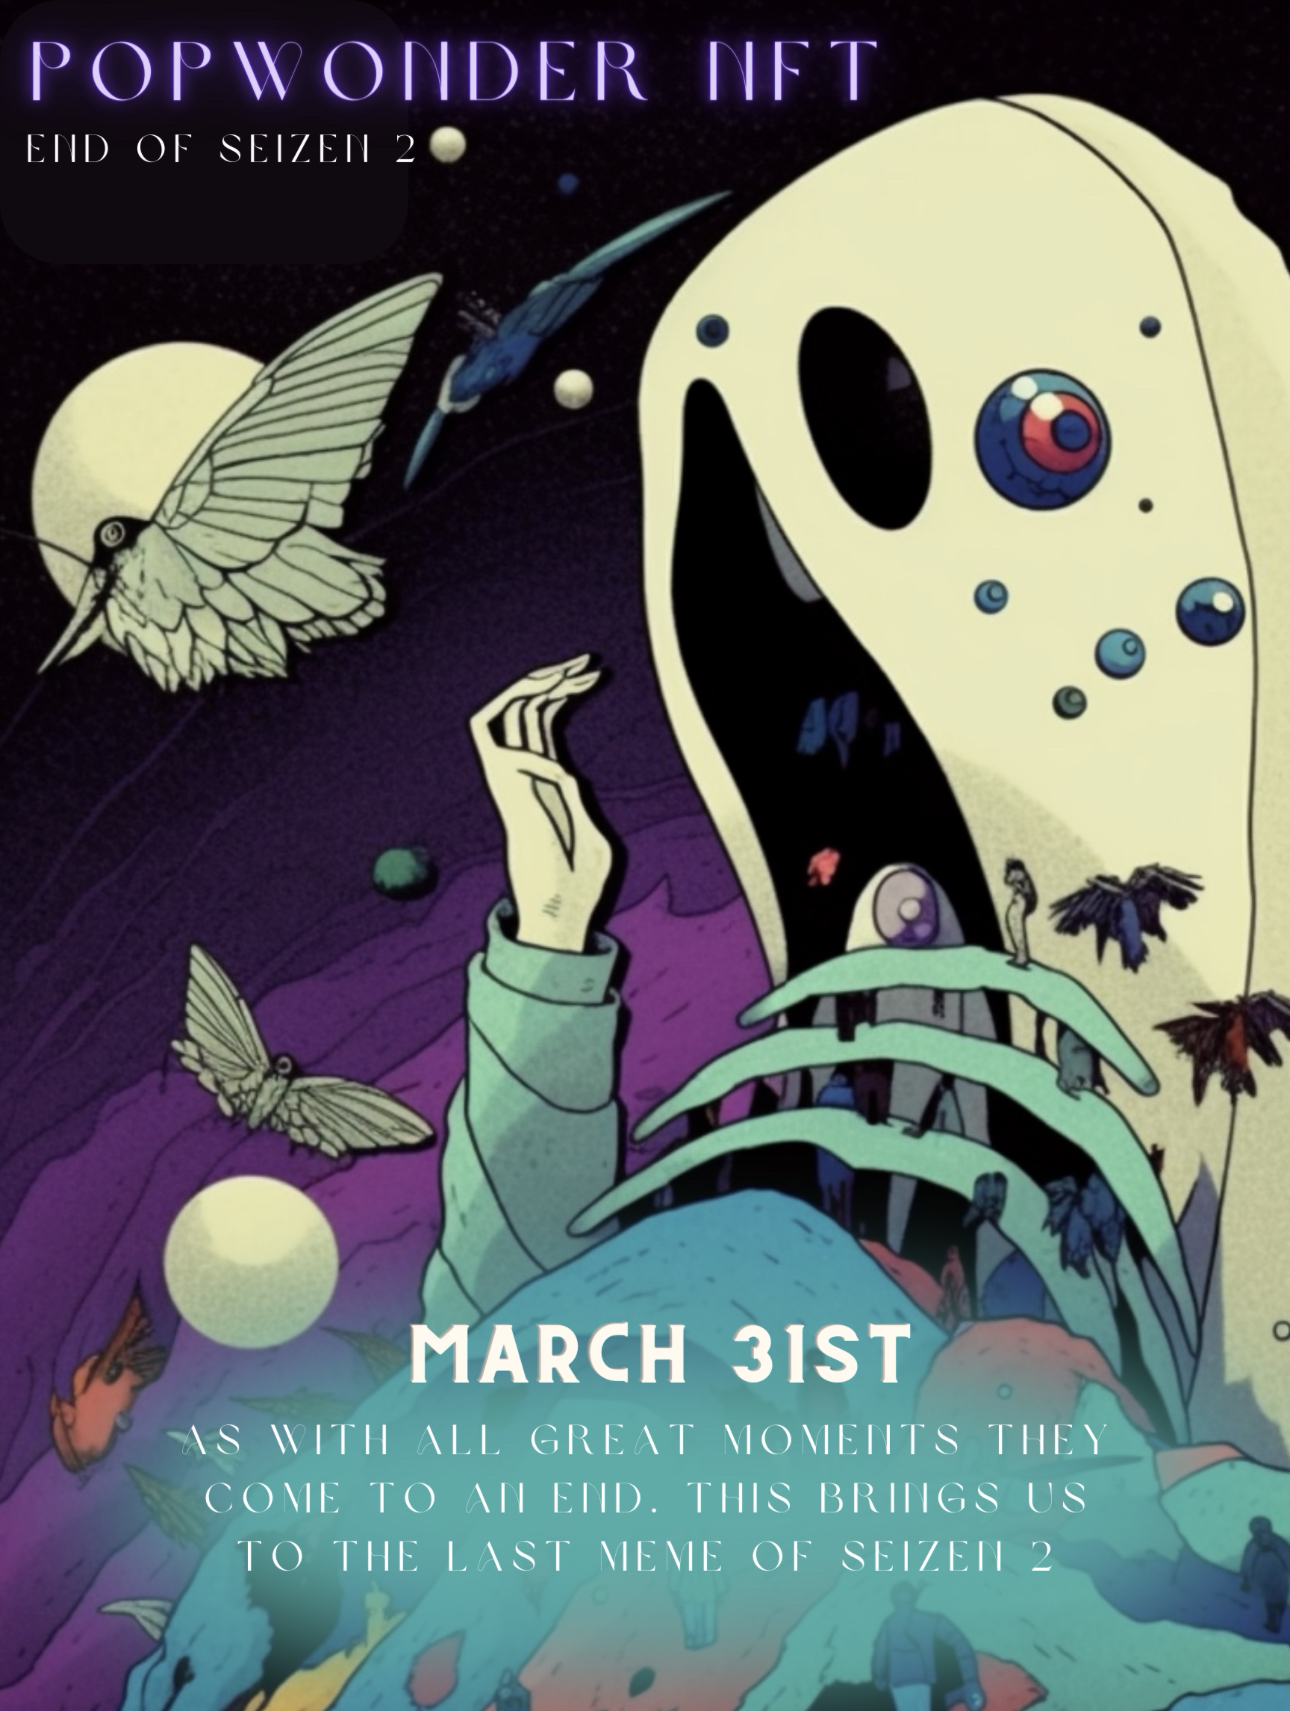 POPWONDER NFT
END OF SEIZEN 2
MARCH 31ST
AS WITH ALL GREAT MOMENTS THEY
COME TO AN END. THIS BRINGS US
TO THE LAST MEME OF SEIZEN 2